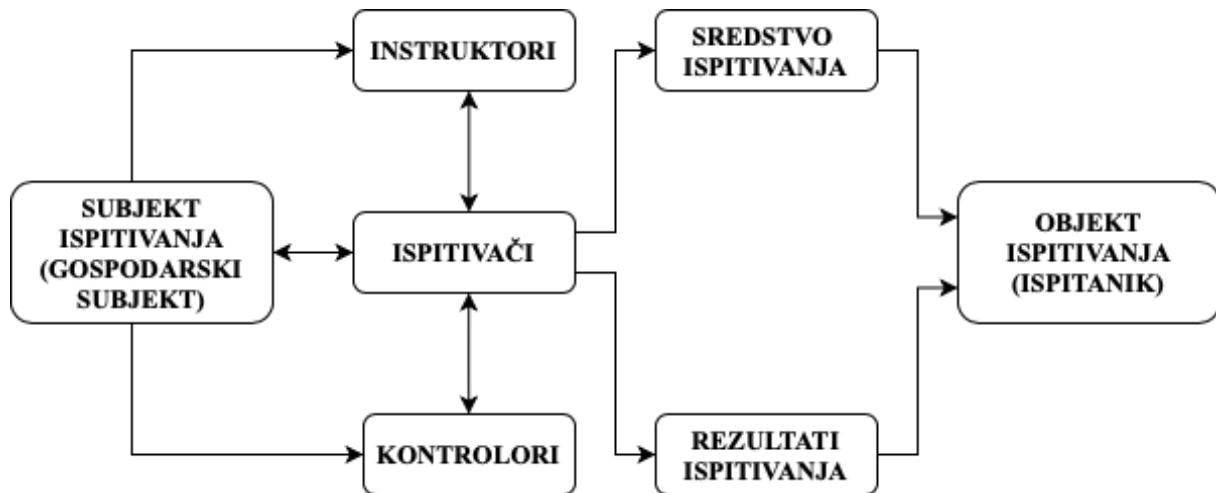 INSTRUKTORI
SREDSTVO
ISPITIVANJA
SUBJEKT
ISPITIVANJA
(GOSPODARSKI
SUBJEKT)
ISPITIVAČI
OBJEKT
ISPITIVANJA
(ISPITANIK)
KONTROLORI
REZULTATI
ISPITIVANJA